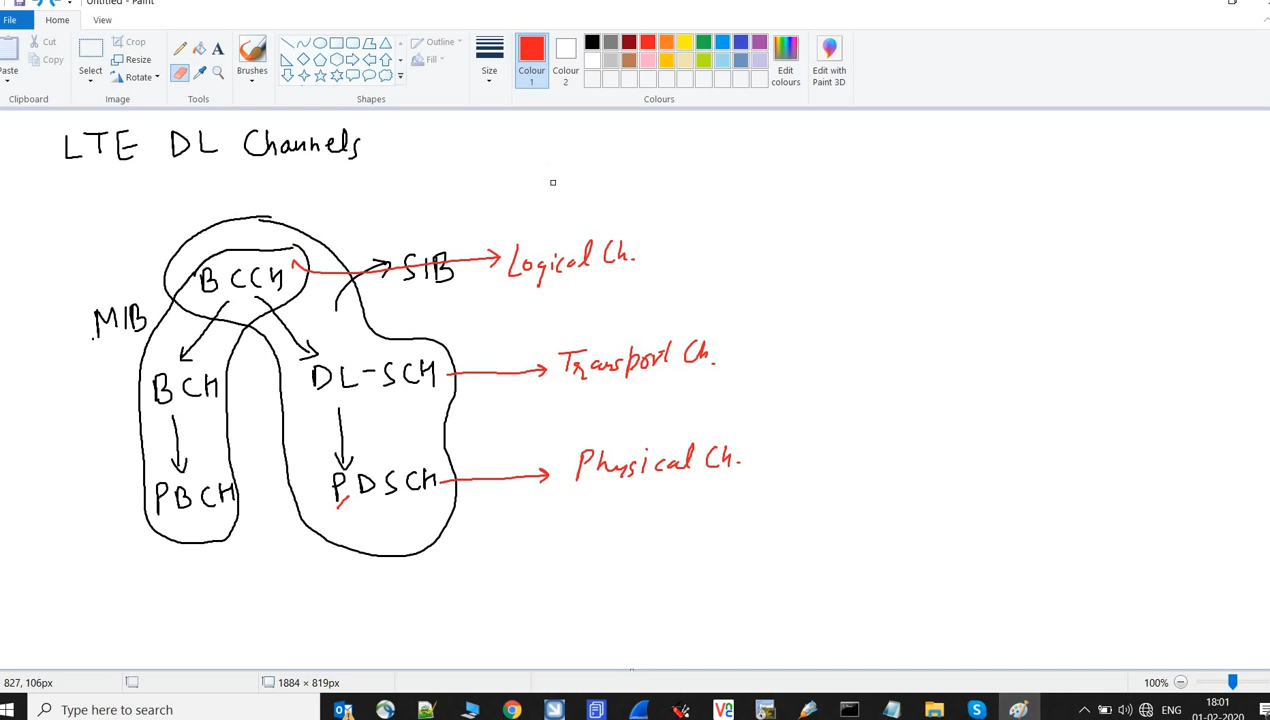 Untitled - Paint
File Home View
Cut
Copy
Paste
Clipboard
Select
Crop
Resize
Rotate
Image
A
Tools
Brushes
Shapes
Outline
Fill
Size
Colour 1
Colour 2
Colours
Edit colours
Edit with Paint 3D
LTE DL Channels
BCCH
SIB
Logical Ch.
MIB
BCH
DL-SCH
Transport Ch.
PBCH
PDSCH
Physical Ch.
827, 106px
1884 × 819px
100%
Type here to search
ENG
18:01
01-02-2020